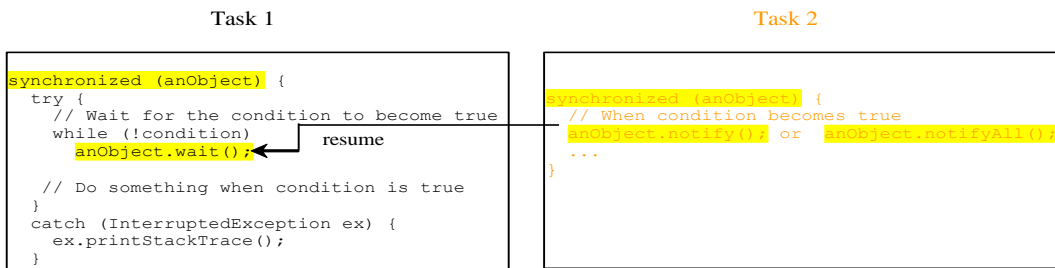 Task 1
synchronized (anObject) {
  try {
    // Wait for the condition to become true
    while (!condition)
      anObject.wait();

   // Do something when condition is true
  }
  catch (InterruptedException ex) {
    ex.printStackTrace();
  }
resume
Task 2
synchronized (anObject) {
  // When condition becomes true
  anObject.notify(); or  anObject.notifyAll();
  ...
}